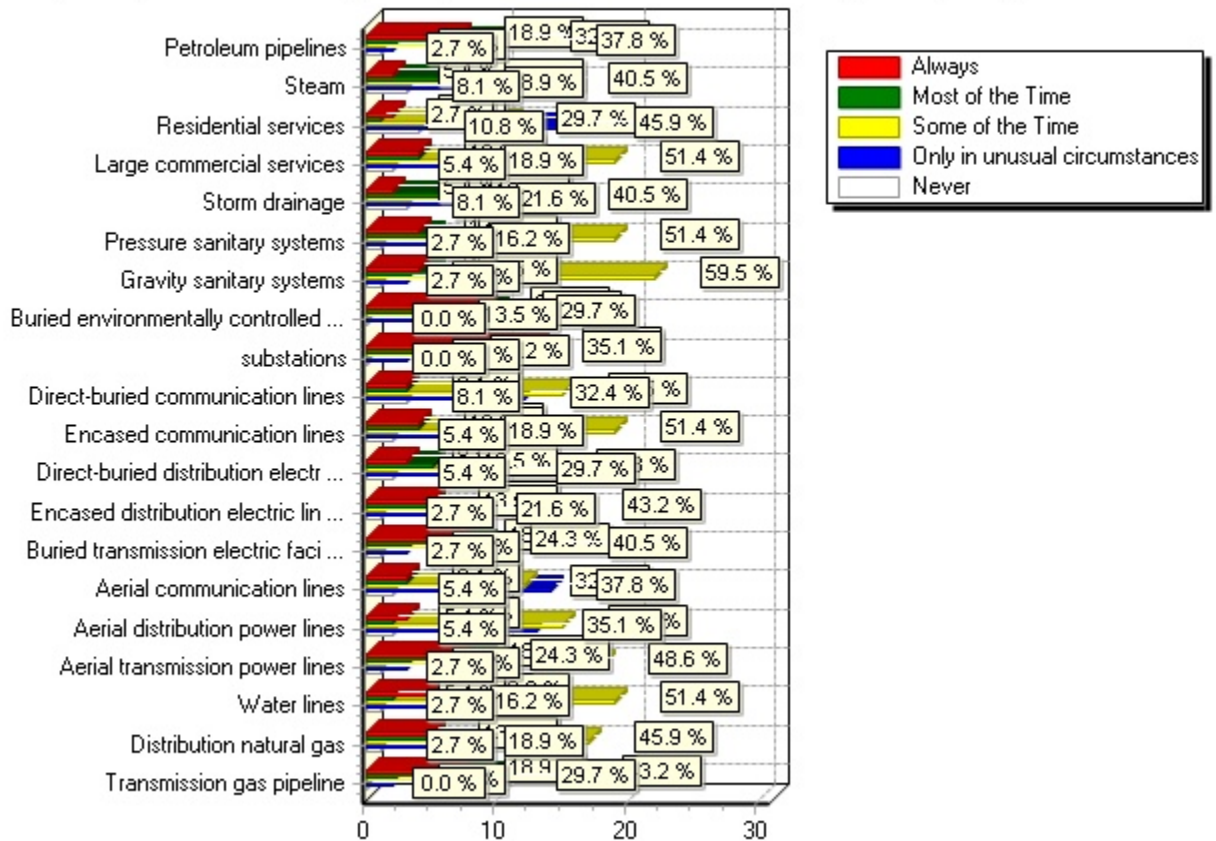 Petroleum pipelines 2.7 % 18.9 % 37.8 %
Steam 8.1 % 40.5 %
Residential services 10.8 % 29.7 % 45.9 %
Large commercial services 5.4 % 18.9 % 51.4 %
Storm drainage 8.1 % 21.6 % 40.5 %
Pressure sanitary systems 2.7 % 16.2 % 51.4 %
Gravity sanitary systems 2.7 % 59.5 %
Buried environmentally controlled ... 0.0 % 13.5 % 29.7 %
substations 0.0 % 35.1 %
Direct-buried communication lines 8.1 % 32.4 %
Encased communication lines 5.4 % 18.9 % 51.4 %
Direct-buried distribution electr ... 5.4 % 29.7 %
Encased distribution electric lin ... 2.7 % 21.6 % 43.2 %
Buried transmission electric faci ... 2.7 % 24.3 % 40.5 %
Aerial communication lines 5.4 % 37.8 %
Aerial distribution power lines 5.4 % 35.1 %
Aerial transmission power lines 2.7 % 24.3 % 48.6 %
Water lines 2.7 % 16.2 % 51.4 %
Distribution natural gas 2.7 % 18.9 % 45.9 %
Transmission gas pipeline 0.0 % 29.7 %
0 10 20 30
Always
Most of the Time
Some of the Time
Only in unusual circumstances
Never